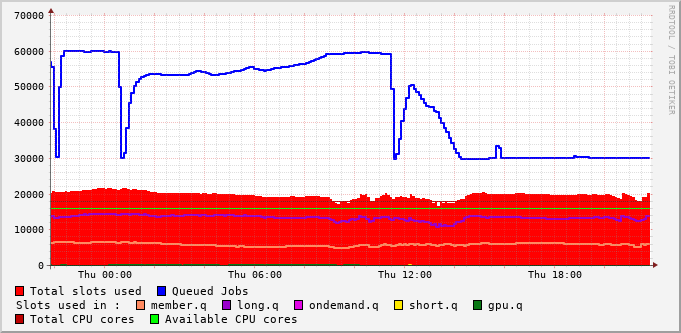 70000
60000
50000
40000
30000
20000
10000
0
Thu 00:00 Thu 06:00 Thu 12:00 Thu 18:00
RRDTOOL / TOBI OETIKER
Total slots used Queued Jobs
Slots used in : member.q long.q ondemand.q short.q gpu.q
Total CPU cores Available CPU cores